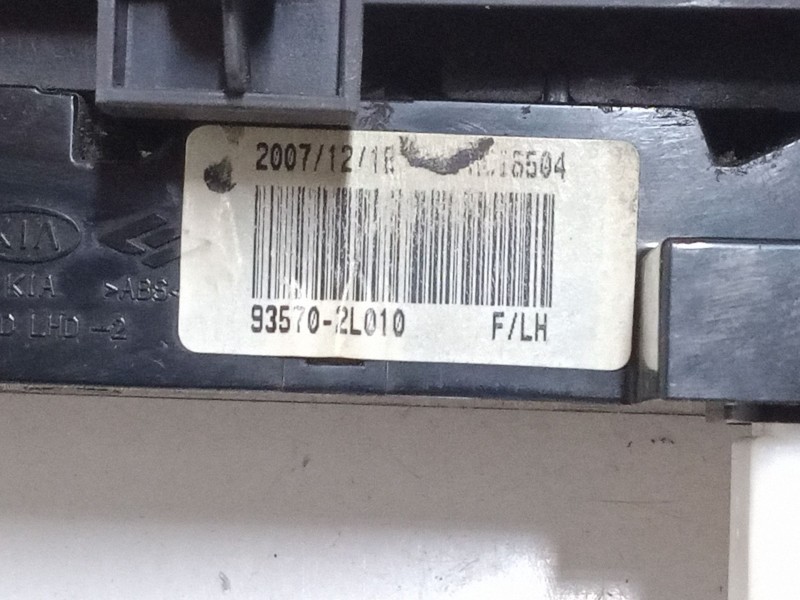 2007/12/18
93570-2L010 F/LH
KIA
KIA >ABS<
LHD -2